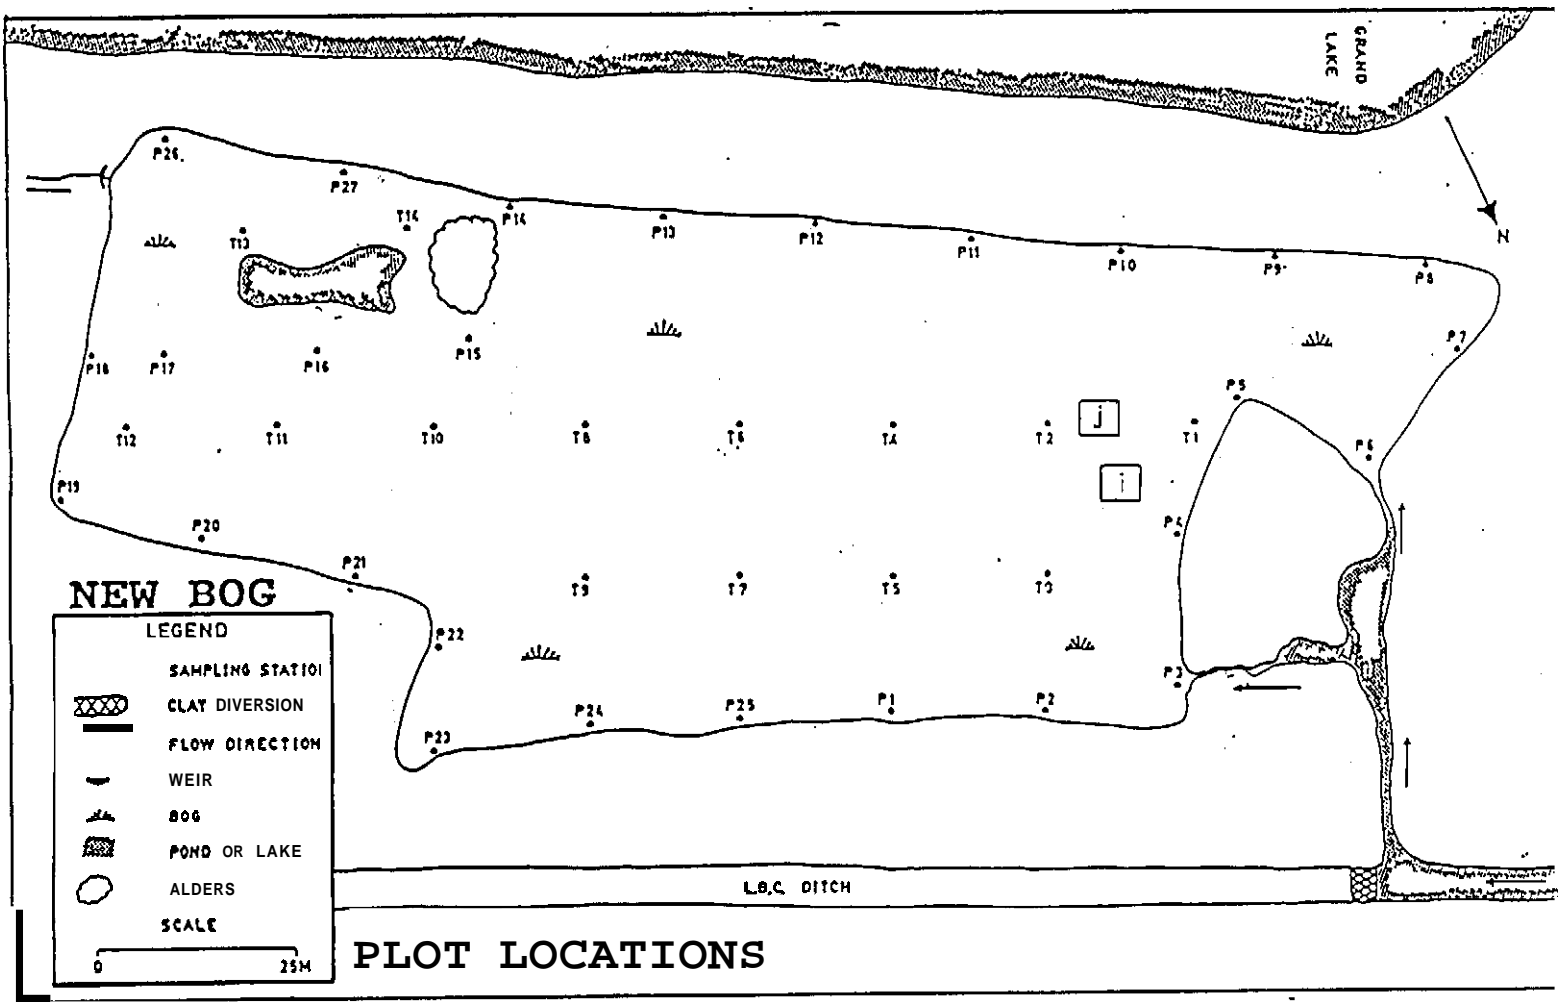 GRAND
LAKE
P26
P27
P14
T14
P13
T13
P12
P11
N
P10
P9
P8
P7
P15
P18
P17
P16
P5
j
T12
T11
T10
T8
T6
T4
T2
T1
P6
i
P19
P20
P4
P21
NEW BOG
T9
T7
T5
T3
LEGEND
P22
SAMPLING STATIO
P3
CLAY DIVERSION
P24
P25
P1
P2
FLOW DIRECTION
P23
WEIR
BOG
POND OR LAKE
ALDERS
L.B.C. DITCH
SCALE
0 25M
PLOT LOCATIONS